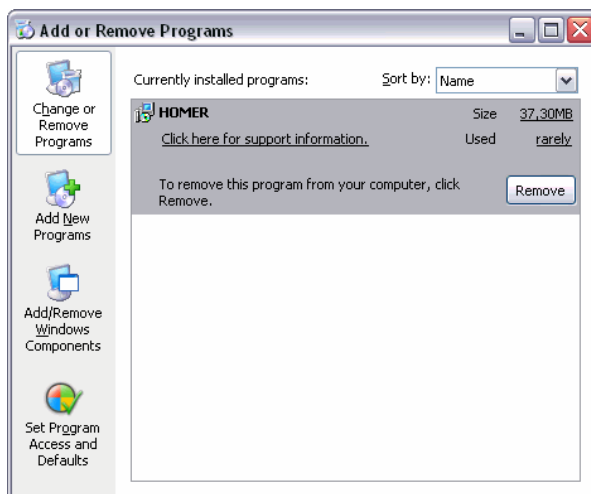 Add or Remove Programs
Change or
Remove
Programs
Add New
Programs
Add/Remove
Windows
Components
Set Program
Access and
Defaults
Currently installed programs:
Sort by: Name
HOMER
Size 37,30MB
Click here for support information.
Used rarely
To remove this program from your computer, click
Remove.
Remove